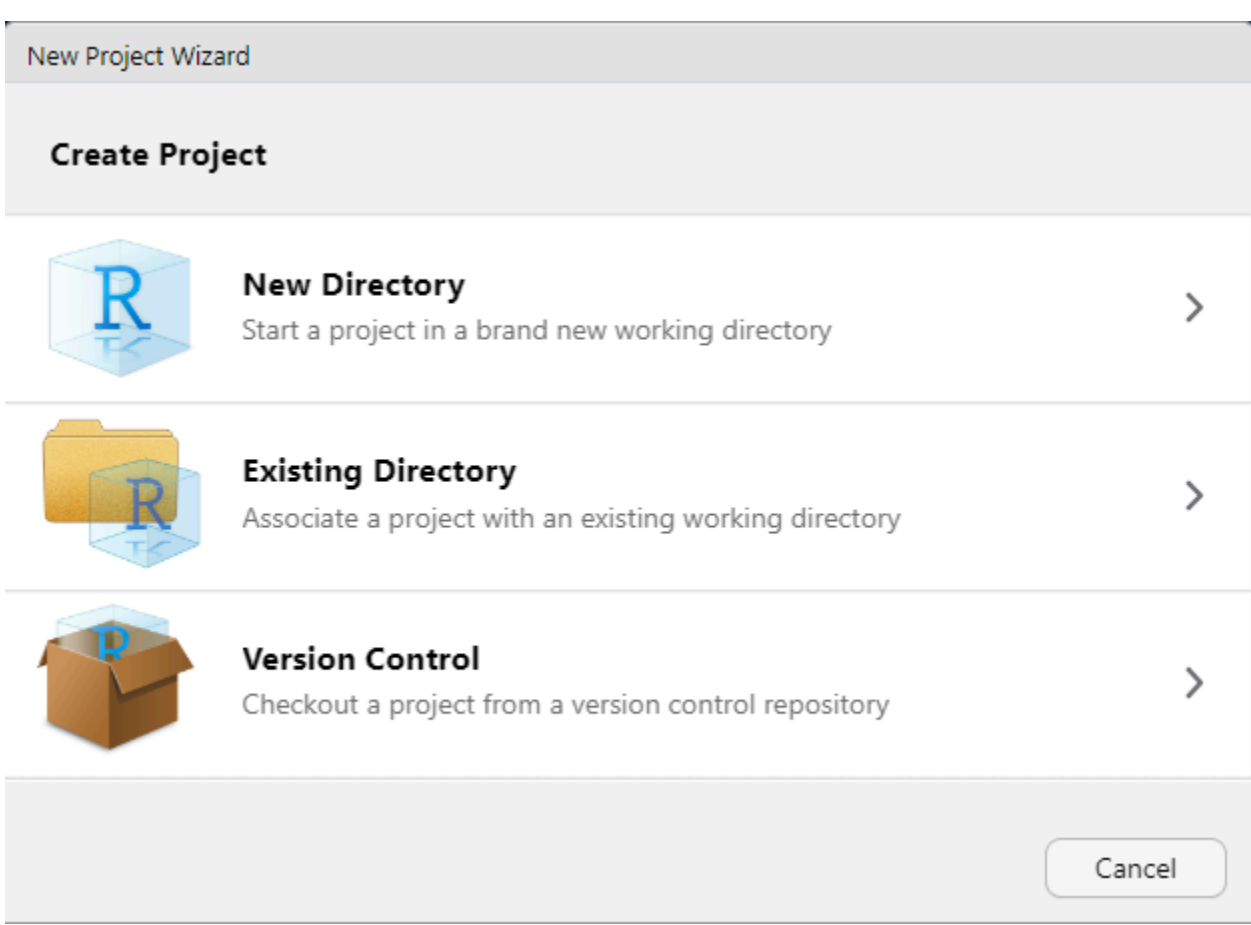 New Project Wizard
Create Project
R
New Directory
Start a project in a brand new working directory
R
Existing Directory
Associate a project with an existing working directory
R
Version Control
Checkout a project from a version control repository
Cancel